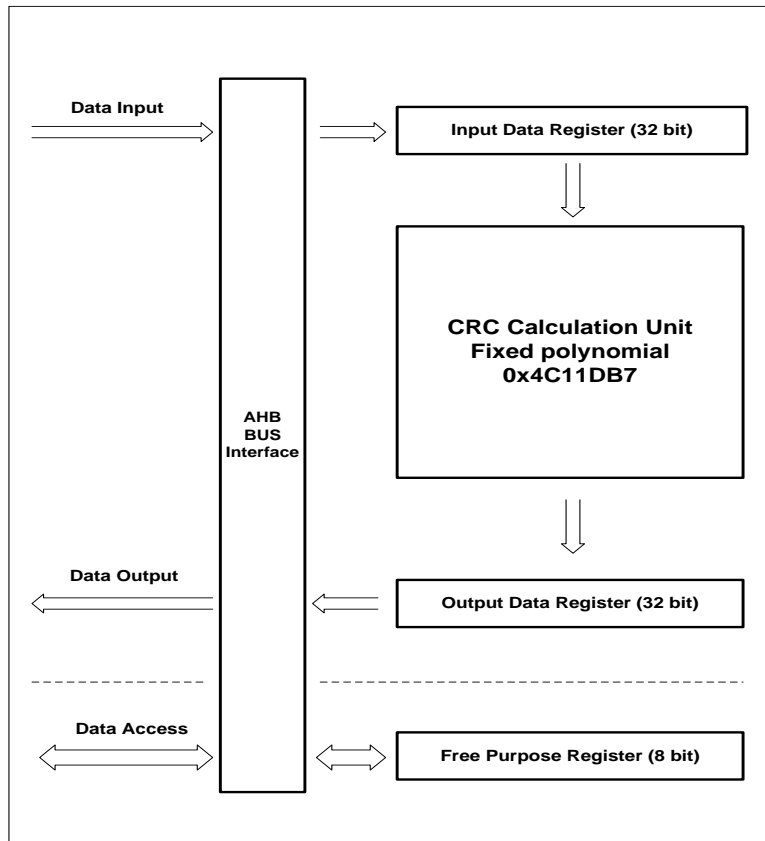 Data Input
Input Data Register (32 bit)
CRC Calculation Unit
Fixed polynomial
0x4C11DB7
AHB
BUS
Interface
Data Output
Output Data Register (32 bit)
Data Access
Free Purpose Register (8 bit)